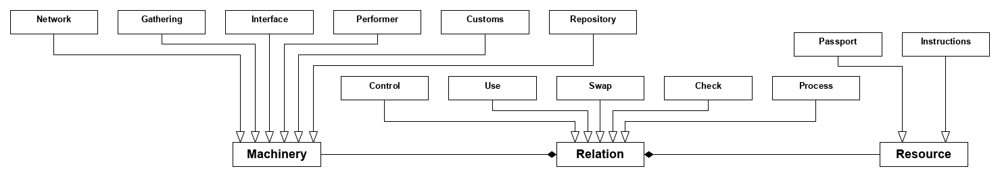 Network
Gathering
Interface
Performer
Customs
Repository
Passport
Instructions
Control
Use
Swap
Check
Process
Machinery
Relation
Resource